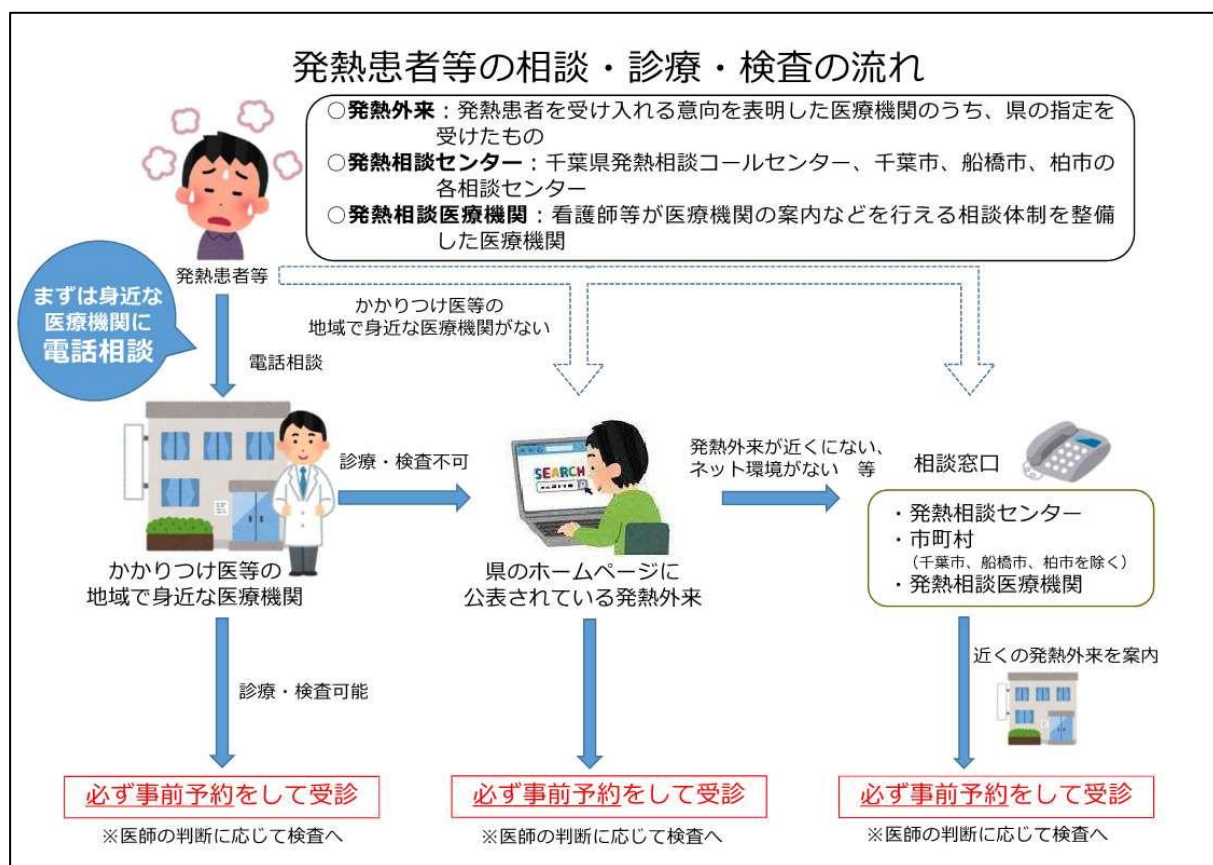 発熱患者等の相談・診療・検査の流れ
○発熱外来：発熱患者を受け入れる意向を表明した医療機関のうち、県の指定を
受けたもの
○発熱相談センター：千葉県発熱相談コールセンター、千葉市、船橋市、柏市の
各相談センター
○発熱相談医療機関：看護師等が医療機関の案内などを行える相談体制を整備
した医療機関
発熱患者等
まずは身近な
医療機関に
電話相談
かかりつけ医等の
地域で身近な医療機関がない
電話相談
診療・検査不可
SEARCH
発熱外来が近くにない、
ネット環境がない　等
相談窓口
・発熱相談センター
・市町村
（千葉市、船橋市、柏市を除く）
・発熱相談医療機関
かかりつけ医等の
地域で身近な医療機関
県のホームページに
公表されている発熱外来
診療・検査可能
近くの発熱外来を案内
必ず事前予約をして受診
※医師の判断に応じて検査へ
必ず事前予約をして受診
※医師の判断に応じて検査へ
必ず事前予約をして受診
※医師の判断に応じて検査へ